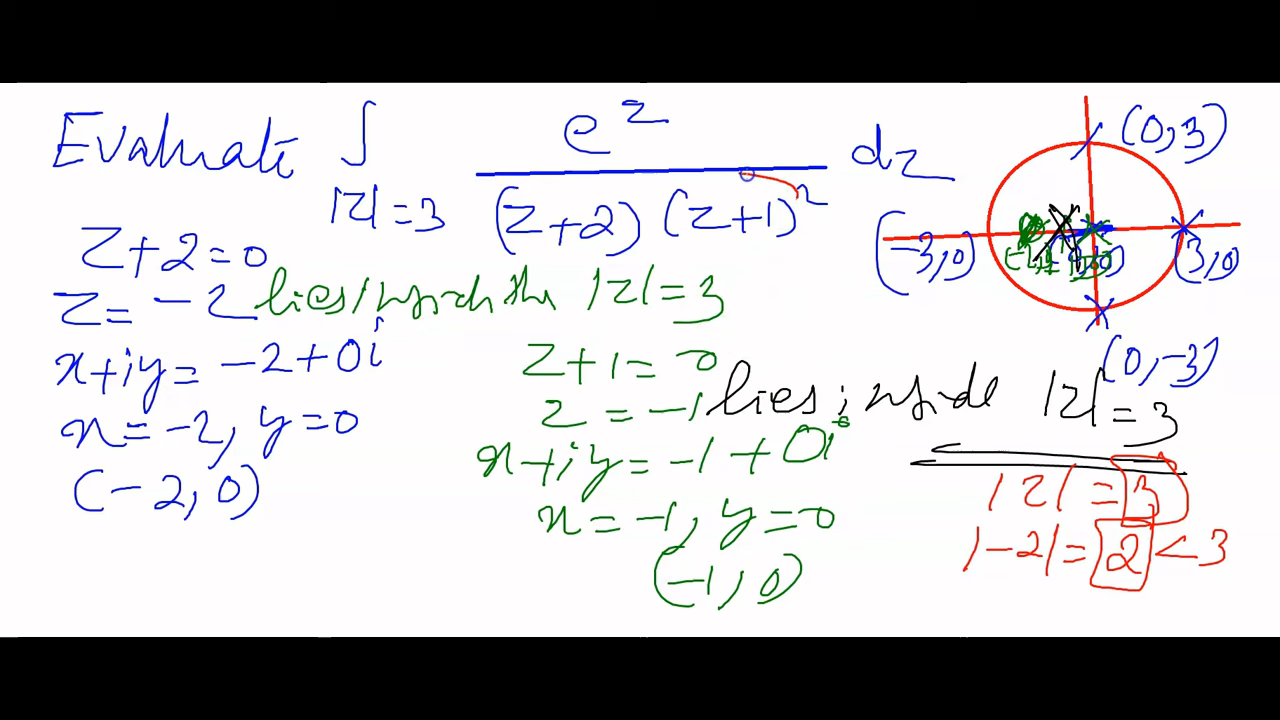 Evaluate ∫ e^z dz
|z|=3 (z+2) (z+1)^2
z+2=0
z=-2 lies inside the |z|=3
x+iy=-2+0i
x=-2, y=0
(-2, 0)
z+1=0
z=-1 lies inside |z|=3
x+iy=-1+0i
x=-1, y=0
(-1, 0)
(0,3)
(-3,0)
(3,0)
(0,-3)
|z|=3
|-2|=2<3